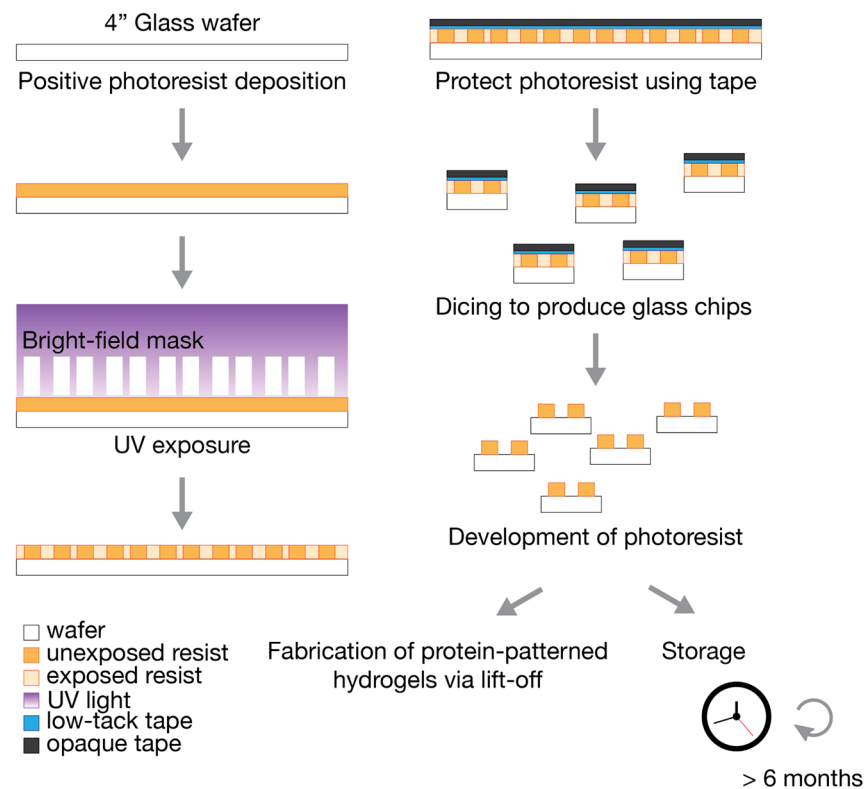 4” Glass wafer
Positive photoresist deposition
Bright-field mask
UV exposure
wafer
unexposed resist
exposed resist
UV light
low-tack tape
opaque tape
Protect photoresist using tape
Dicing to produce glass chips
Development of photoresist
Fabrication of protein-patterned
hydrogels via lift-off
Storage
> 6 months